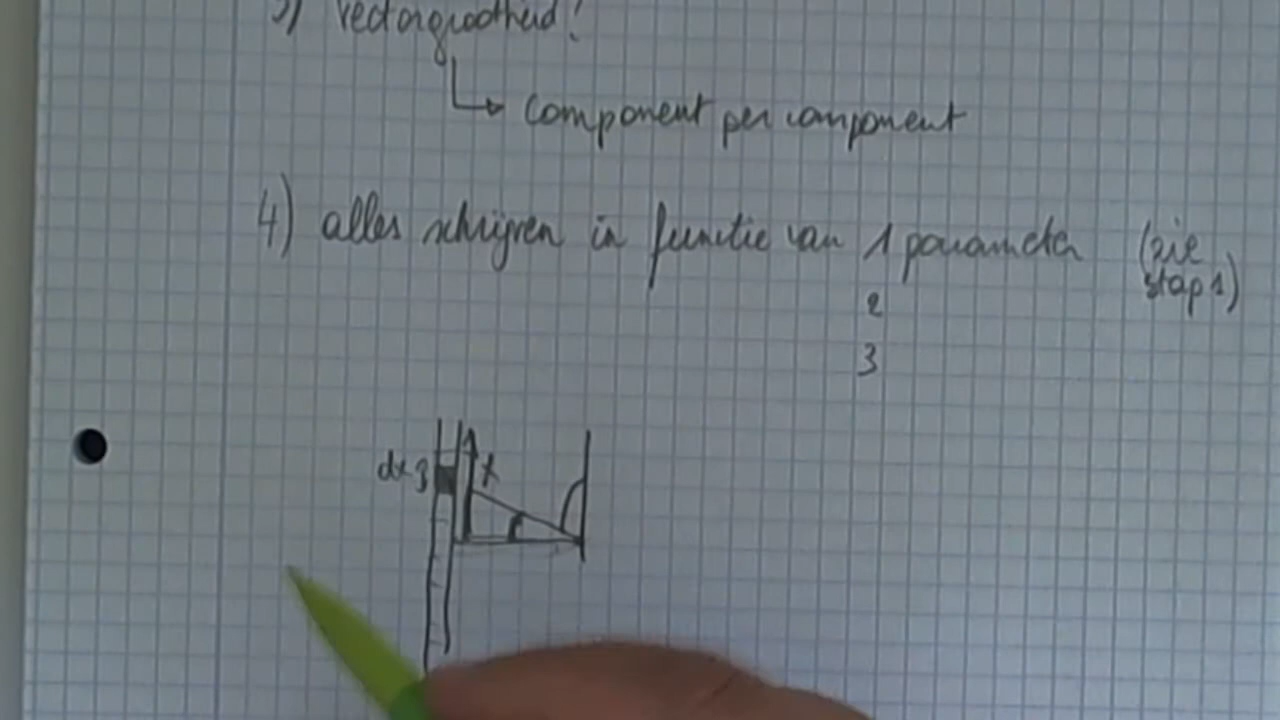 3) Vectorgrootheid!
component per component
4) alles schrijven in functie van 1 parameter (zie
stap 1)
2
3
dx
x